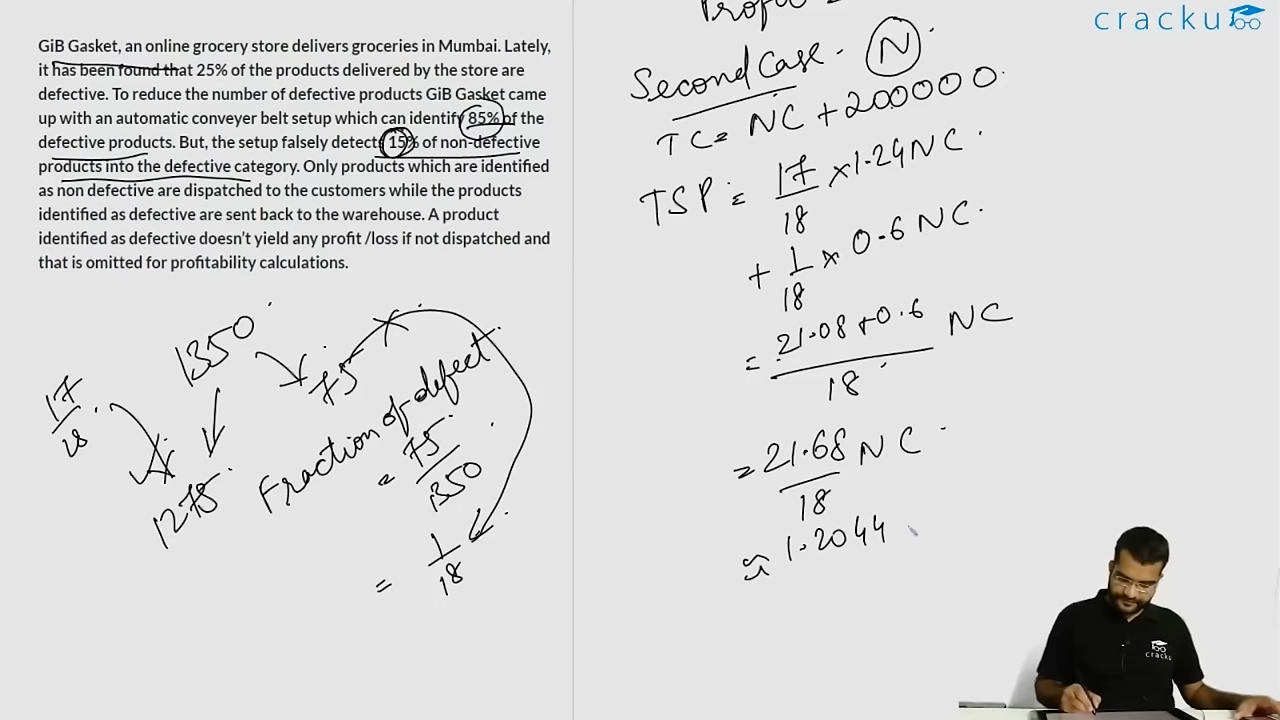 GiB Gasket, an online grocery store delivers groceries in Mumbai. Lately,
it has been found that 25% of the products delivered by the store are
defective. To reduce the number of defective products GiB Gasket came
up with an automatic conveyer belt setup which can identify 85% of the
defective products. But, the setup falsely detects 15% of non-defective
products into the defective category. Only products which are identified
as non defective are dispatched to the customers while the products
identified as defective are sent back to the warehouse. A product
identified as defective doesn't yield any profit /loss if not dispatched and
that is omitted for profitability calculations.
1350
75
17/18
1275
Fraction of defect
= 75/1350
= 1/18
Second Case - N
TC = NC + 200000
TSP = 17/18 × 1.24NC
+ 1/18 × 0.6 NC
= 21.08 + 0.6 / 18 NC
= 21.68/18 NC
≈ 1.2044
cracku
cracku